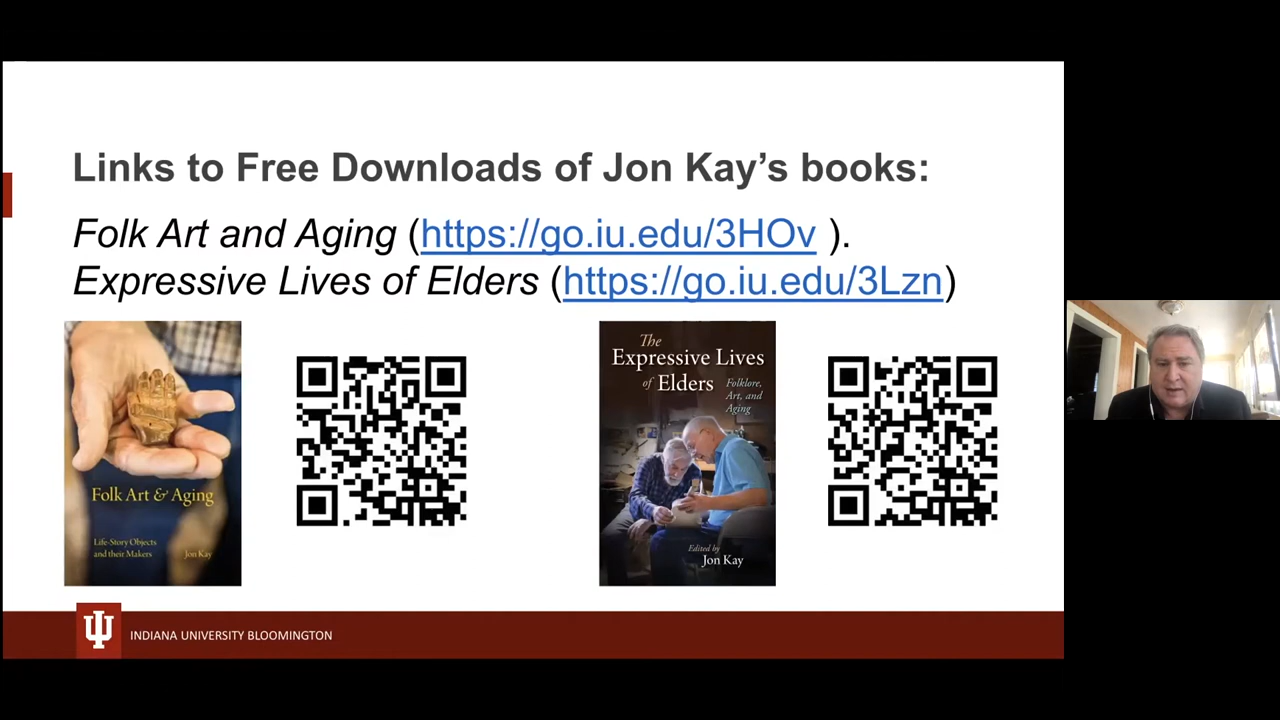 Links to Free Downloads of Jon Kay’s books:
Folk Art and Aging (https://go.iu.edu/3HOv ).
Expressive Lives of Elders (https://go.iu.edu/3Lzn)
Folk Art & Aging
Life-Story Objects
and their Makers
Jon Kay
The
Expressive Lives
of Elders
Folklore,
Art, and
Aging
Edited by
Jon Kay
INDIANA UNIVERSITY BLOOMINGTON